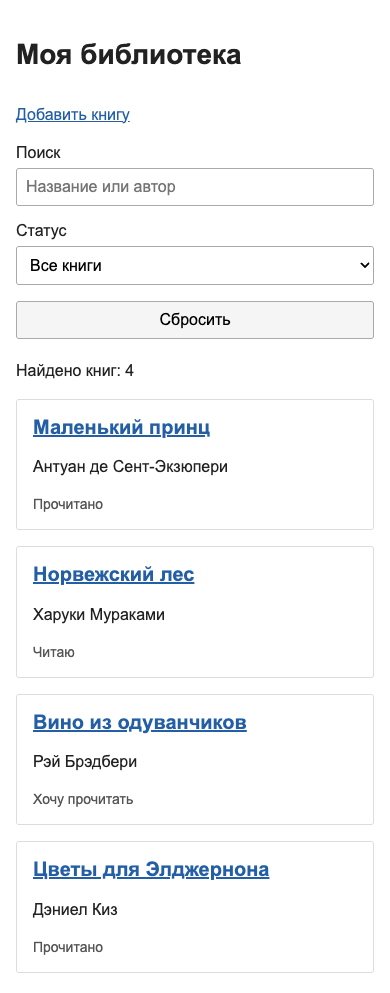 Моя библиотека
Добавить книгу
Поиск
Название или автор
Статус
Все книги
Сбросить
Найдено книг: 4
Маленький принц
Антуан де Сент-Экзюпери
Прочитано
Норвежский лес
Харуки Мураками
Читаю
Вино из одуванчиков
Рэй Брэдбери
Хочу прочитать
Цветы для Элджернона
Дэниел Киз
Прочитано